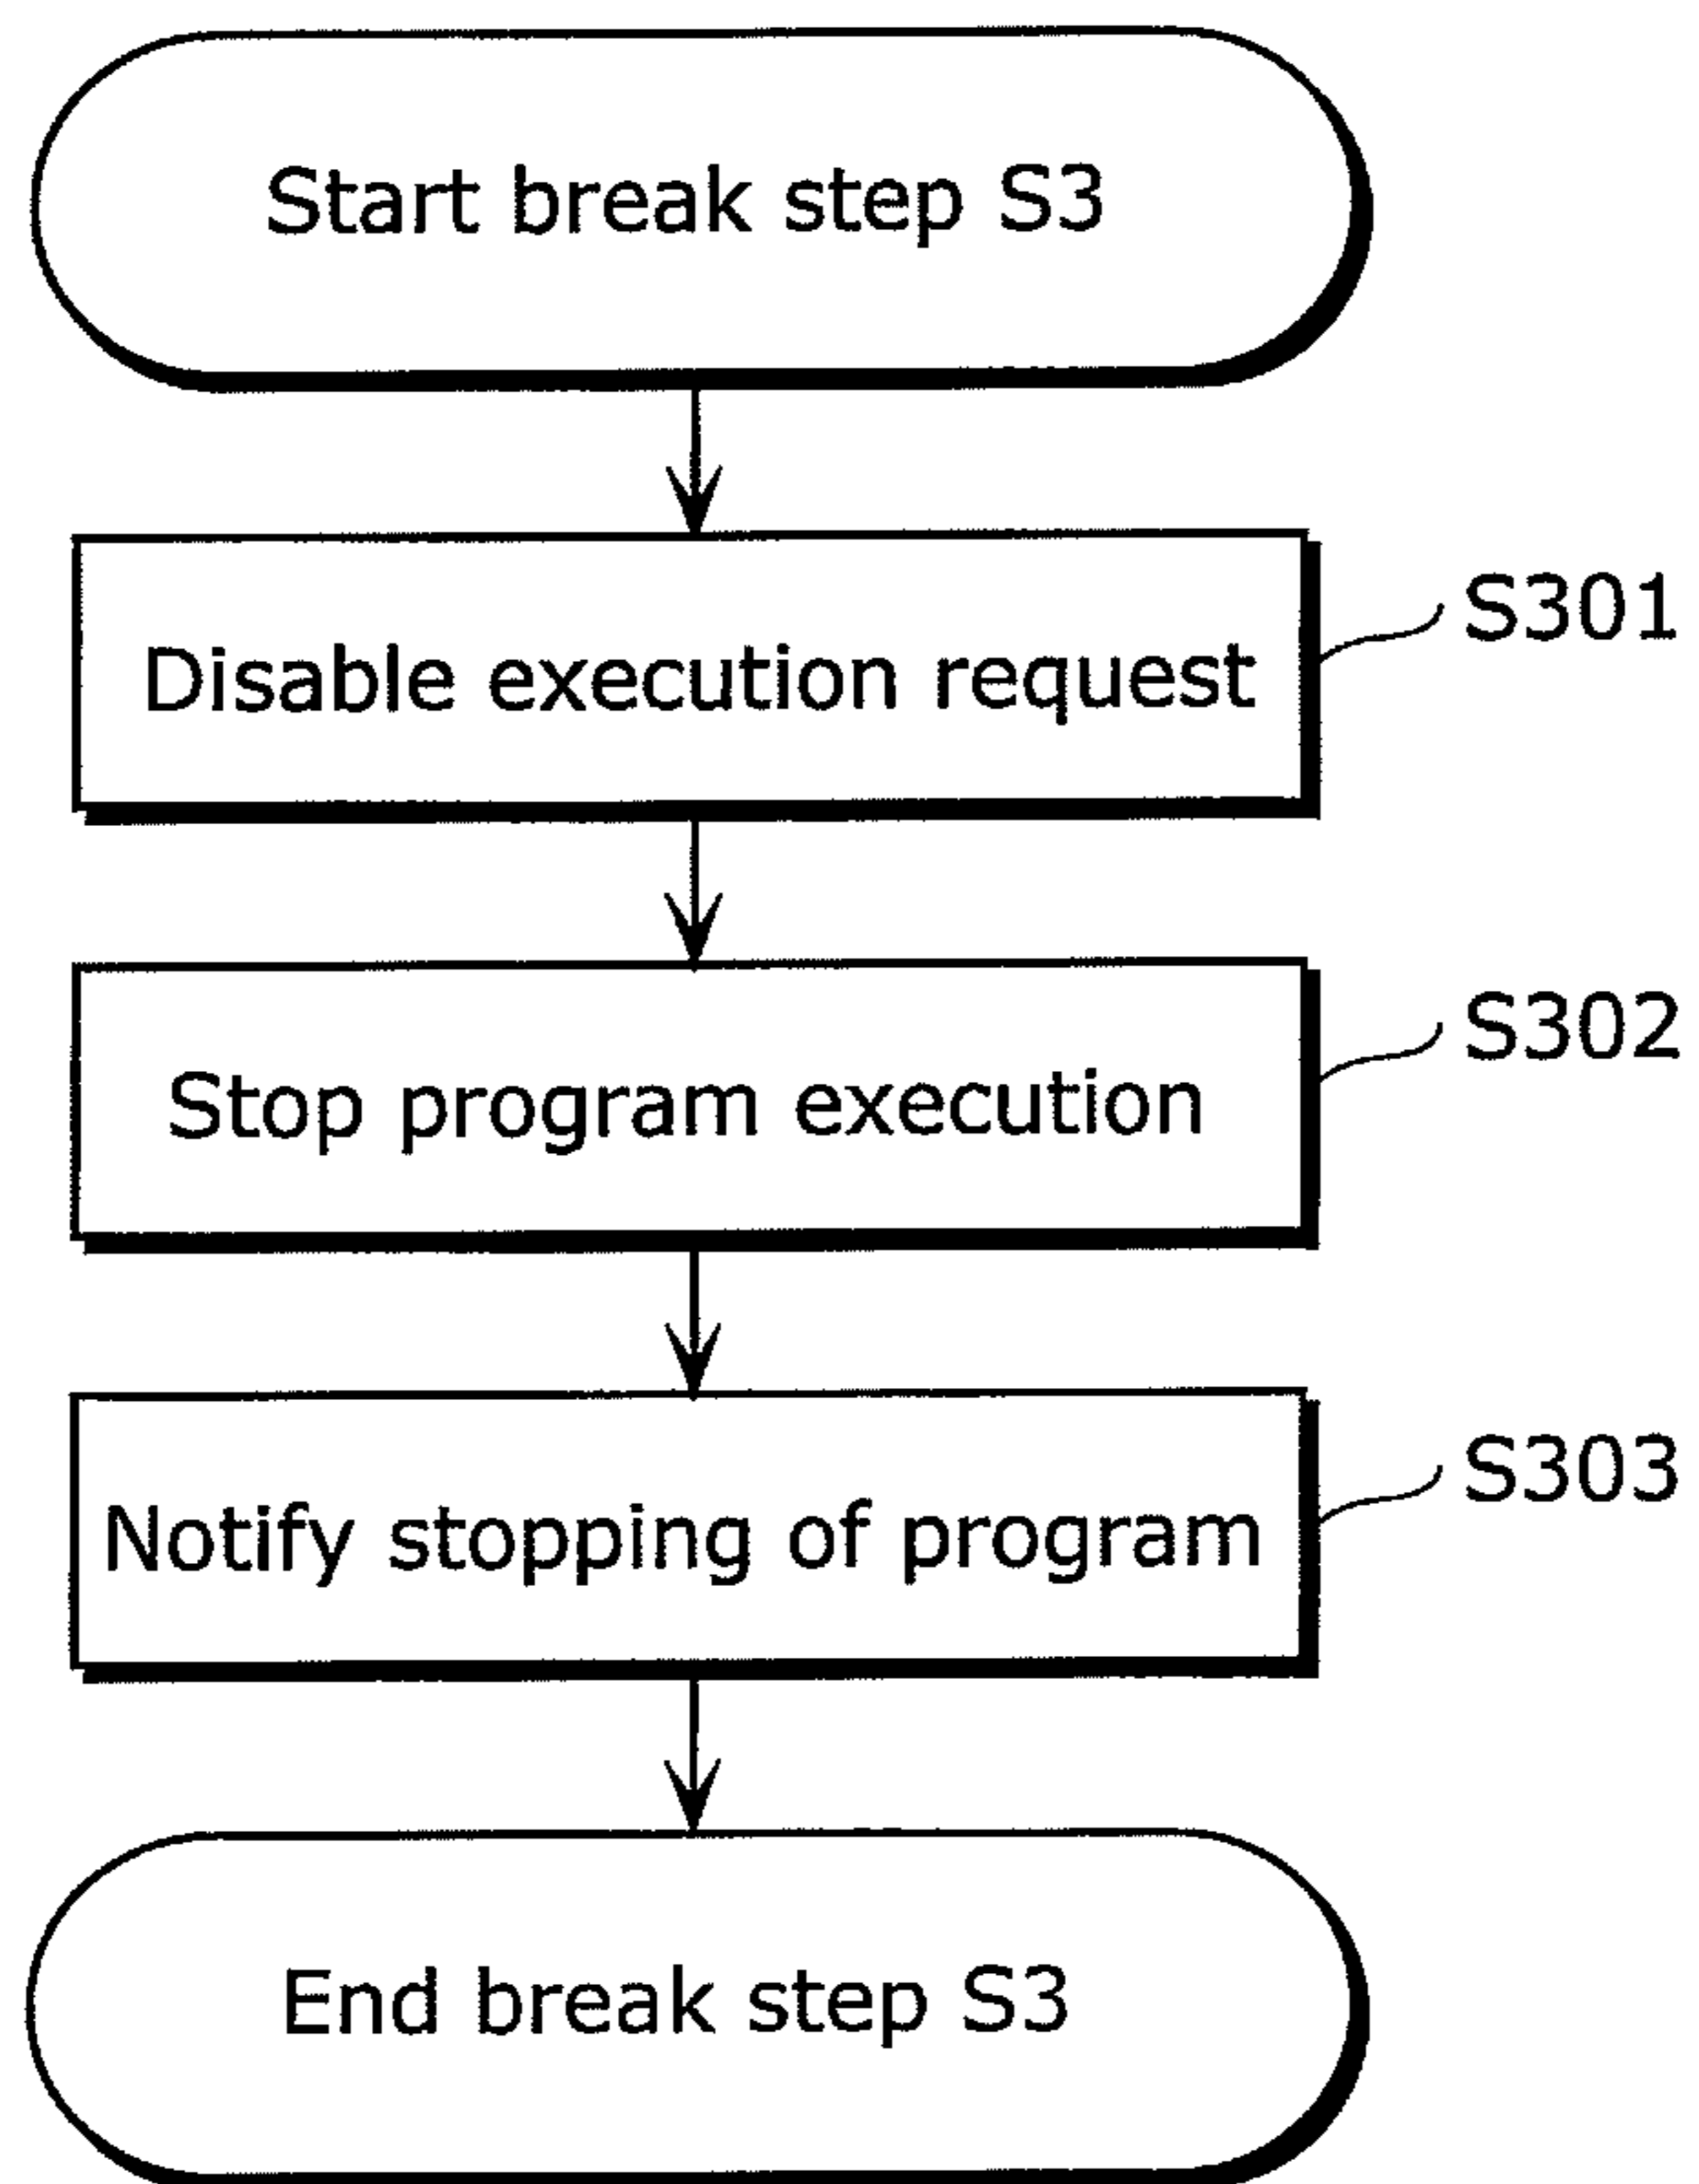 Start break step S3
Disable execution request
S301
Stop program execution
S302
Notify stopping of program
S303
End break step S3